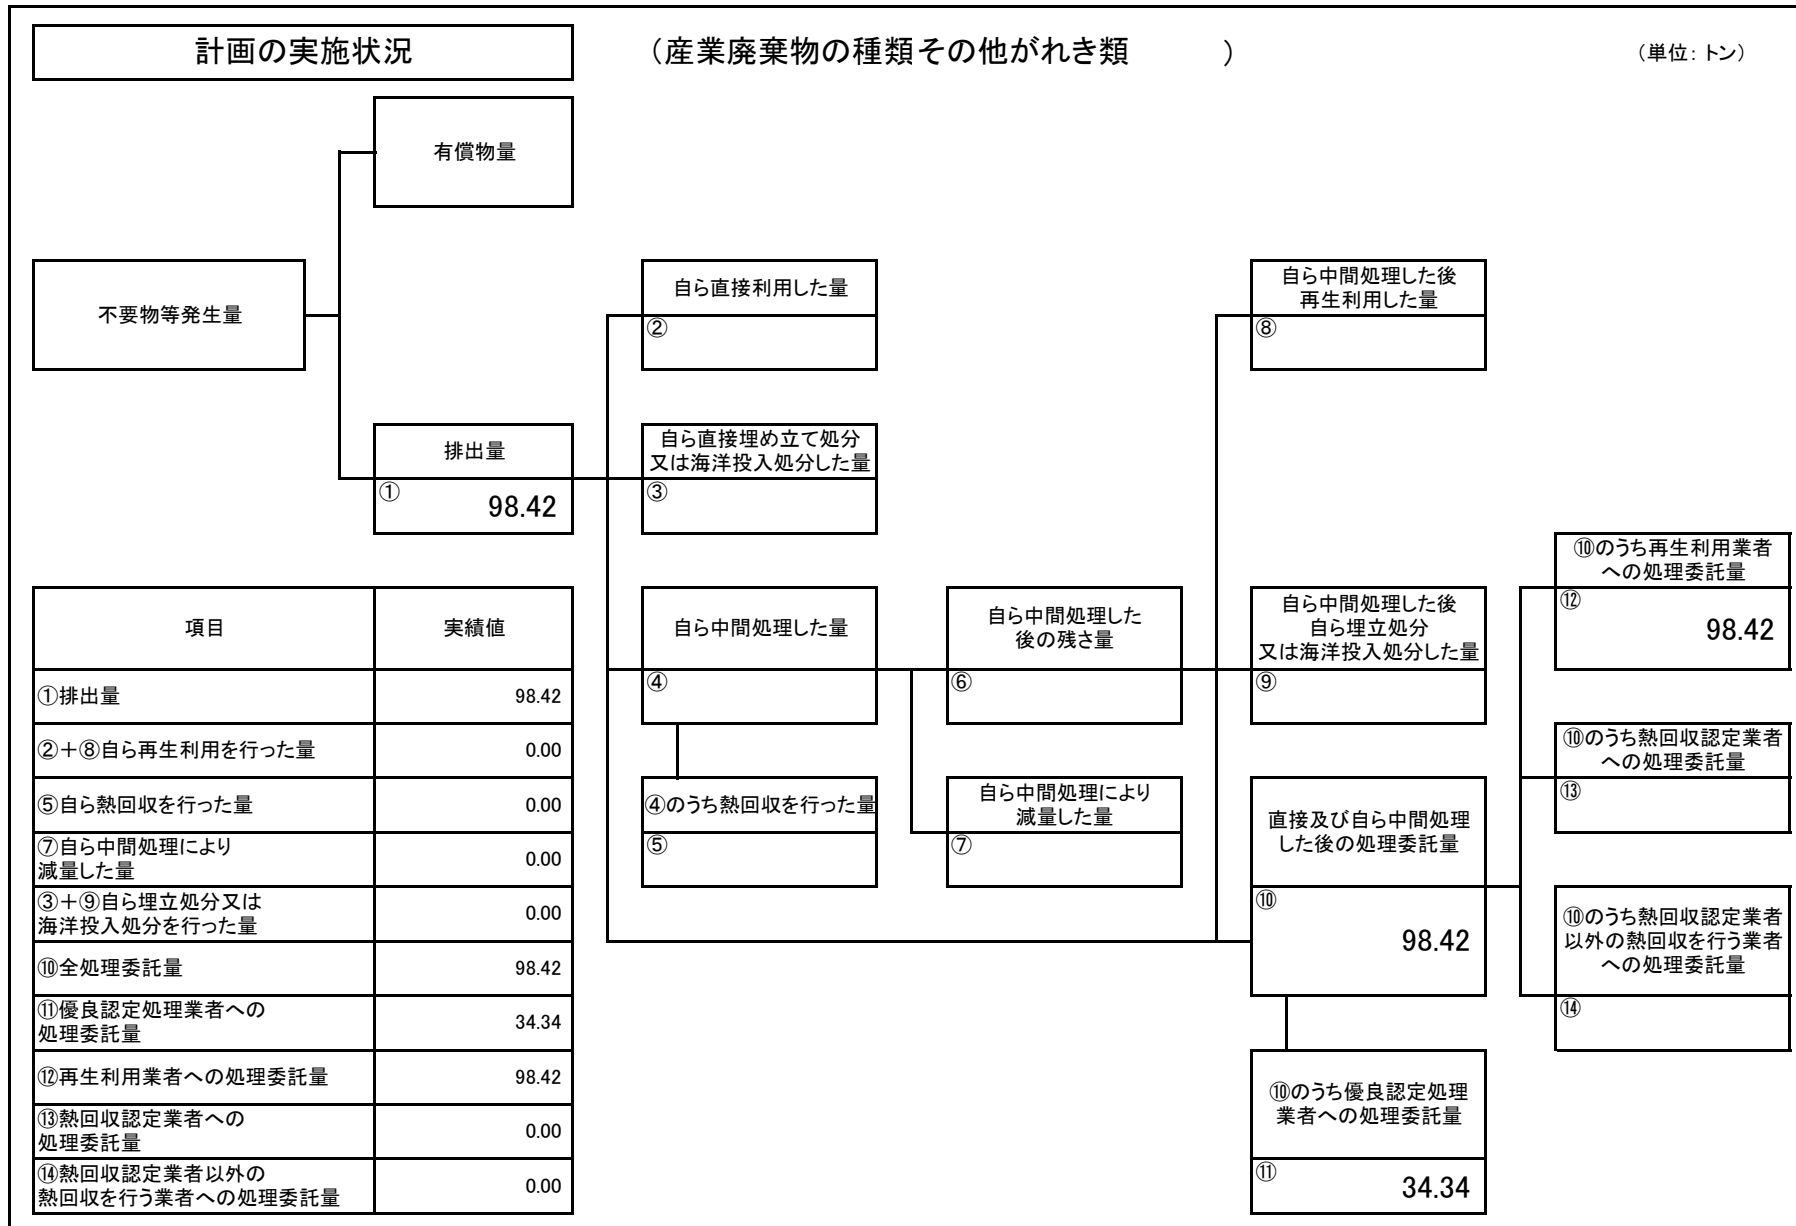 計画の実施状況
（産業廃棄物の種類その他がれき類　　　）
（単位：トン）
有償物量
不要物等発生量
自ら直接利用した量
②
自ら中間処理した後
再生利用した量
⑧
排出量
①
98.42
自ら直接埋め立て処分
又は海洋投入処分した量
③
⑩のうち再生利用業者
への処理委託量
⑫
98.42
自ら中間処理した量
④
自ら中間処理した
後の残さ量
⑥
自ら中間処理した後
自ら埋立処分
又は海洋投入処分した量
⑨
⑩のうち熱回収認定業者
への処理委託量
⑬
④のうち熱回収を行った量
⑤
自ら中間処理により
減量した量
⑦
直接及び自ら中間処理
した後の処理委託量
⑩
98.42
⑩のうち熱回収認定業者
以外の熱回収を行う業者
への処理委託量
⑭
⑩のうち優良認定処理
業者への処理委託量
⑪
34.34
項目 実績値
①排出量 98.42
②＋⑧自ら再生利用を行った量 0.00
⑤自ら熱回収を行った量 0.00
⑦自ら中間処理により
減量した量 0.00
③＋⑨自ら埋立処分又は
海洋投入処分を行った量 0.00
⑩全処理委託量 98.42
⑪優良認定処理業者への
処理委託量 34.34
⑫再生利用業者への処理委託量 98.42
⑬熱回収認定業者への
処理委託量 0.00
⑭熱回収認定業者以外の
熱回収を行う業者への処理委託量 0.00